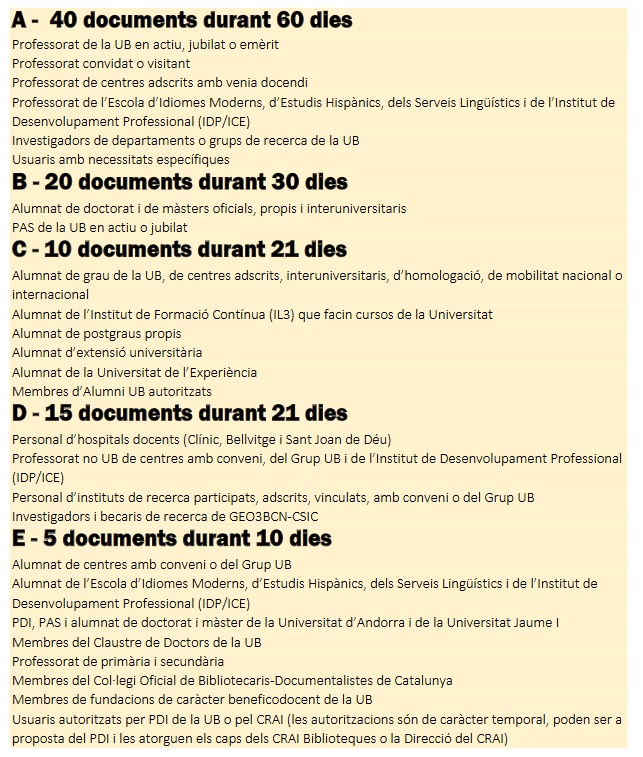 A - 40 documents durant 60 dies
Professorat de la UB en actiu, jubilat o emèrit
Professorat convidat o visitant
Professorat de centres adscrits amb venia docendi
Professorat de l’Escola d’Idiomes Moderns, d’Estudis Hispànics, dels Serveis Lingüístics i de l’Institut de
Desenvolupament Professional (IDP/ICE)
Investigadors de departaments o grups de recerca de la UB
Usuaris amb necessitats específiques
B - 20 documents durant 30 dies
Alumnat de doctorat i de màsters oficials, propis i interuniversitaris
PAS de la UB en actiu o jubilat
C - 10 documents durant 21 dies
Alumnat de grau de la UB, de centres adscrits, interuniversitaris, d’homologació, de mobilitat nacional o
internacional
Alumnat de l’Institut de Formació Contínua (IL3) que facin cursos de la Universitat
Alumnat de postgraus propis
Alumnat d’extensió universitària
Alumnat de la Universitat de l’Experiència
Membres d’Alumni UB autoritzats
D - 15 documents durant 21 dies
Personal d’hospitals docents (Clínic, Bellvitge i Sant Joan de Déu)
Professorat no UB de centres amb conveni, del Grup UB i de l’Institut de Desenvolupament Professional
(IDP/ICE)
Personal d’instituts de recerca participats, adscrits, vinculats, amb conveni o del Grup UB
Investigadors i becaris de recerca de GEO3BCN-CSIC
E - 5 documents durant 10 dies
Alumnat de centres amb conveni o del Grup UB
Alumnat de l’Escola d’Idiomes Moderns, d’Estudis Hispànics, dels Serveis Lingüístics i de l’Institut de
Desenvolupament Professional (IDP/ICE)
PDI, PAS i alumnat de doctorat i màster de la Universitat d’Andorra i de la Universitat Jaume I
Membres del Claustre de Doctors de la UB
Professorat de primària i secundària
Membres del Col·legi Oficial de Bibliotecaris-Documentalistes de Catalunya
Membres de fundacions de caràcter beneficodocent de la UB
Usuaris autoritzats per PDI de la UB o pel CRAI (les autoritzacions són de caràcter temporal, poden ser a
proposta del PDI i les atorguen els caps dels CRAI Biblioteques o la Direcció del CRAI)